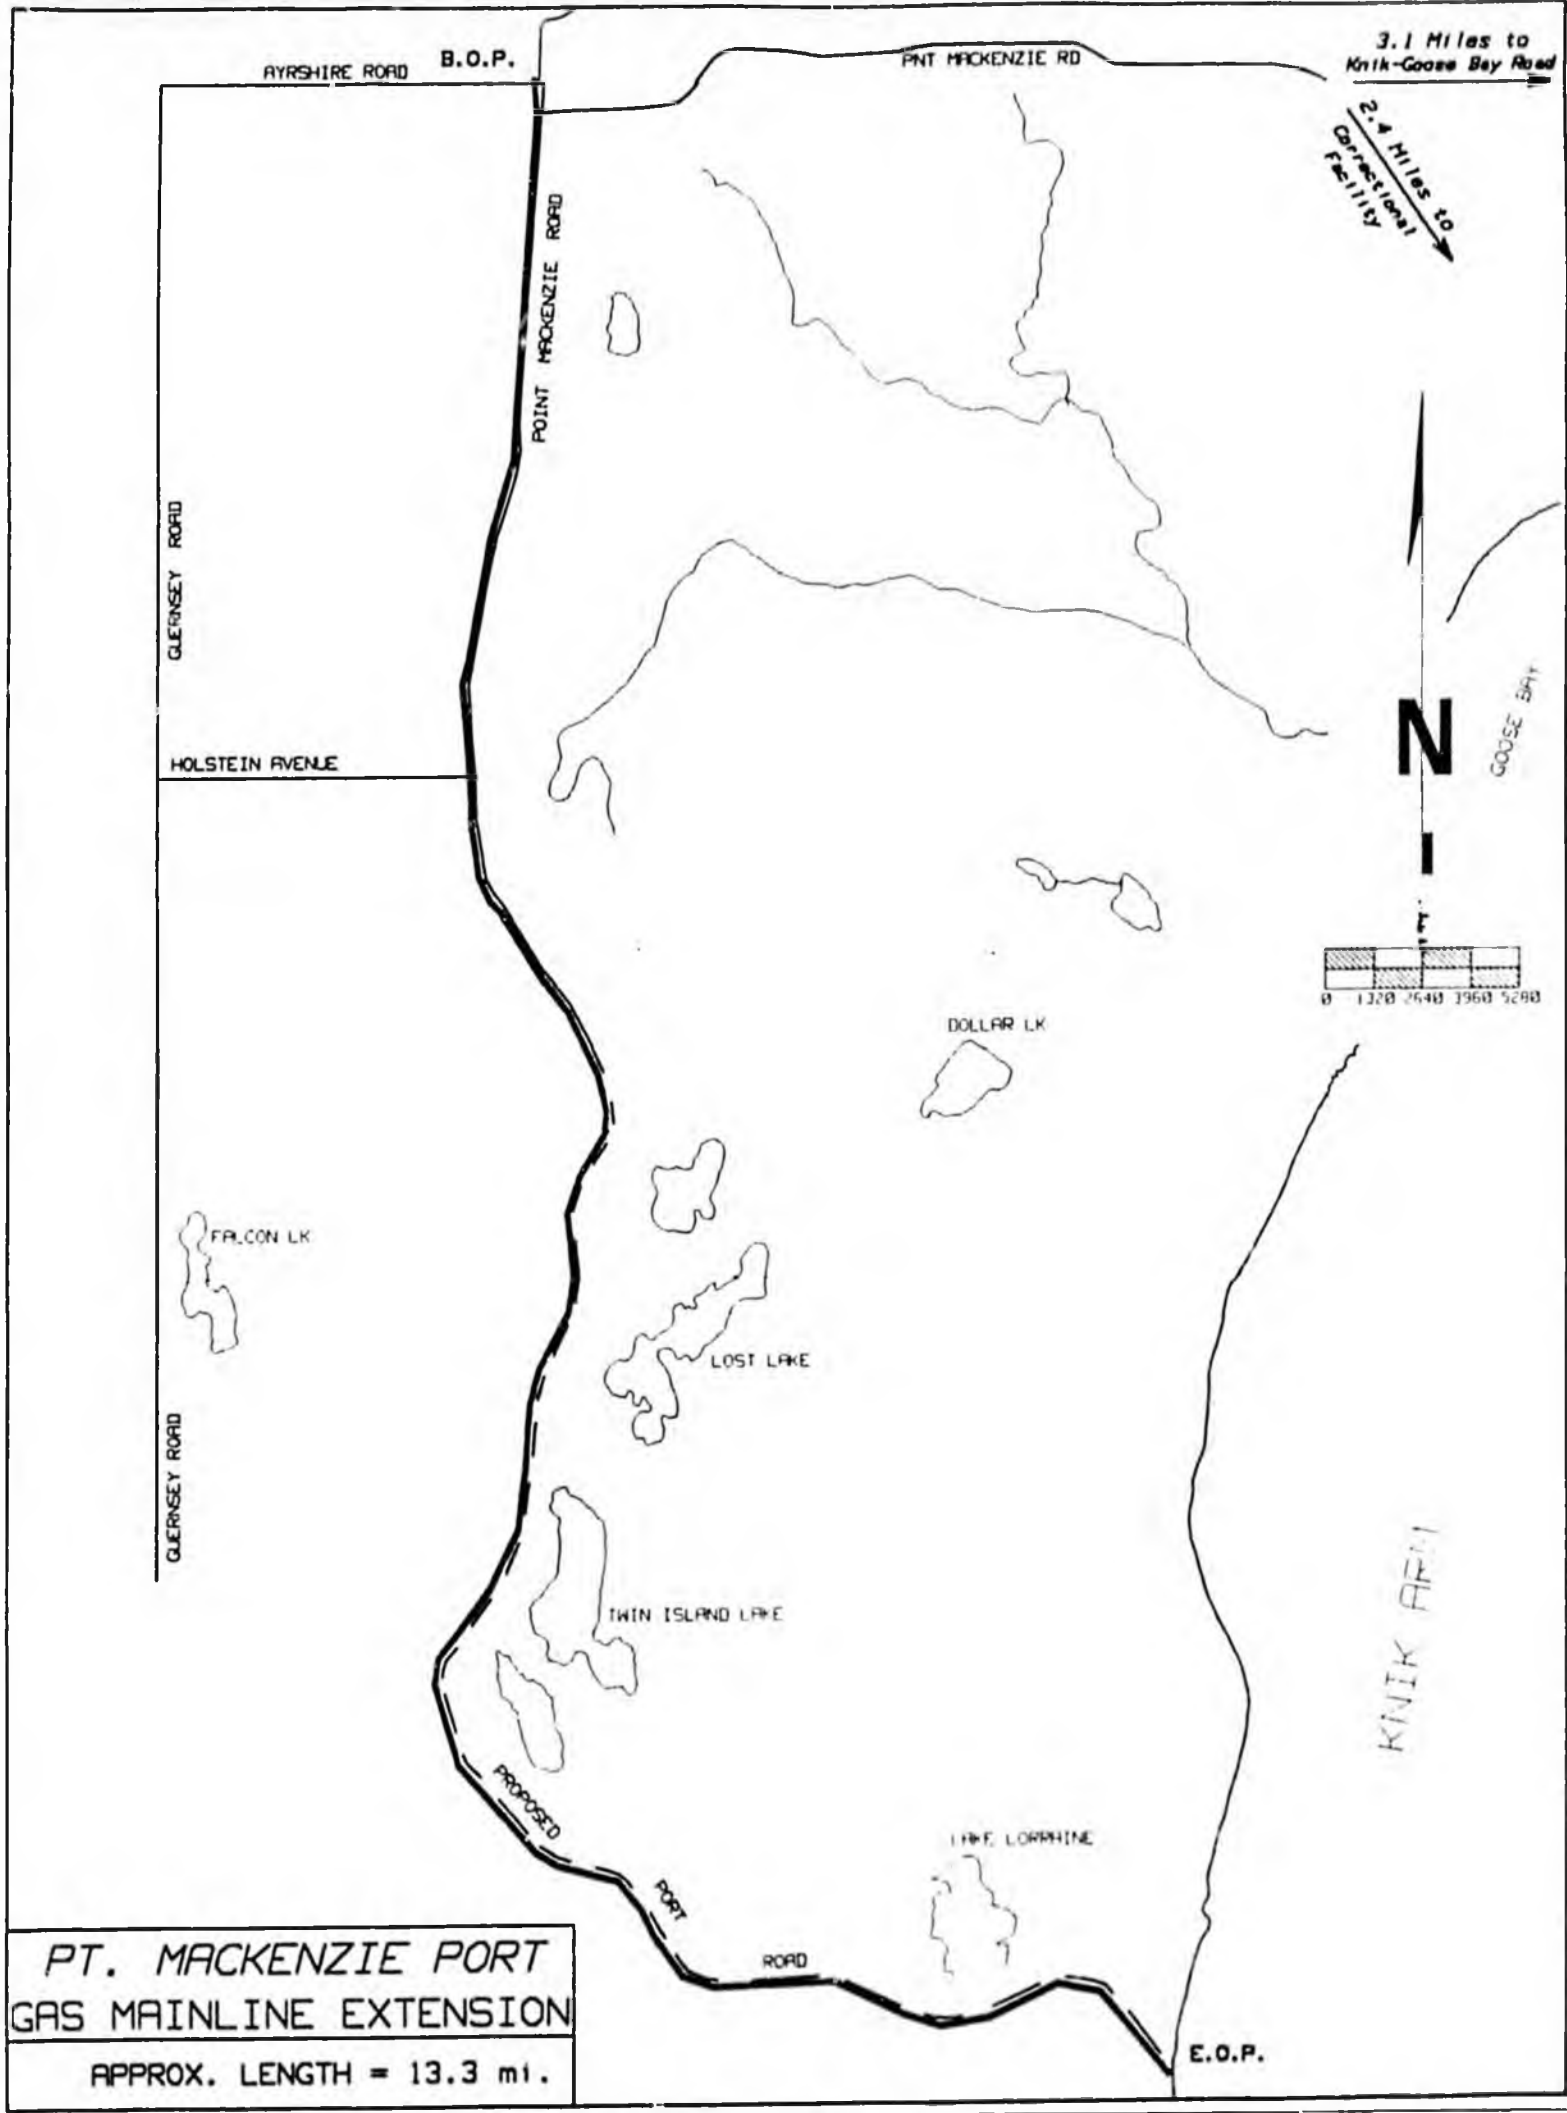 B.O.P.
AYRSHIRE ROAD
PNT MACKENZIE RD
3.1 Miles to
Knik-Goose Bay Road
2.4 Miles to
Correctional
Facility
POINT MACKENZIE ROAD
GUERNSEY ROAD
HOLSTEIN AVENUE
N
GOOSE BAY
0 1320 2640 3960 5280
DOLLAR LK
FALCON LK
LOST LAKE
GUERNSEY ROAD
TWIN ISLAND LAKE
KNIK ARM
PROPOSED
PORT
ROAD
LAKE LORRAINE
E.O.P.
PT. MACKENZIE PORT
GAS MAINLINE EXTENSION
APPROX. LENGTH = 13.3 mi.